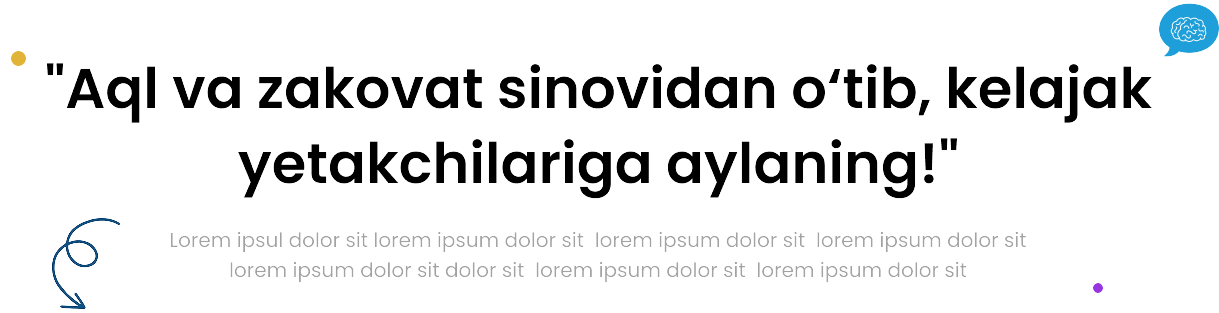 "Aql va zakovat sinovidan o‘tib, kelajak
yetakchilariga aylaning!"
Lorem ipsul dolor sit lorem ipsum dolor sit  lorem ipsum dolor sit  lorem ipsum dolor sit
lorem ipsum dolor sit dolor sit  lorem ipsum dolor sit  lorem ipsum dolor sit